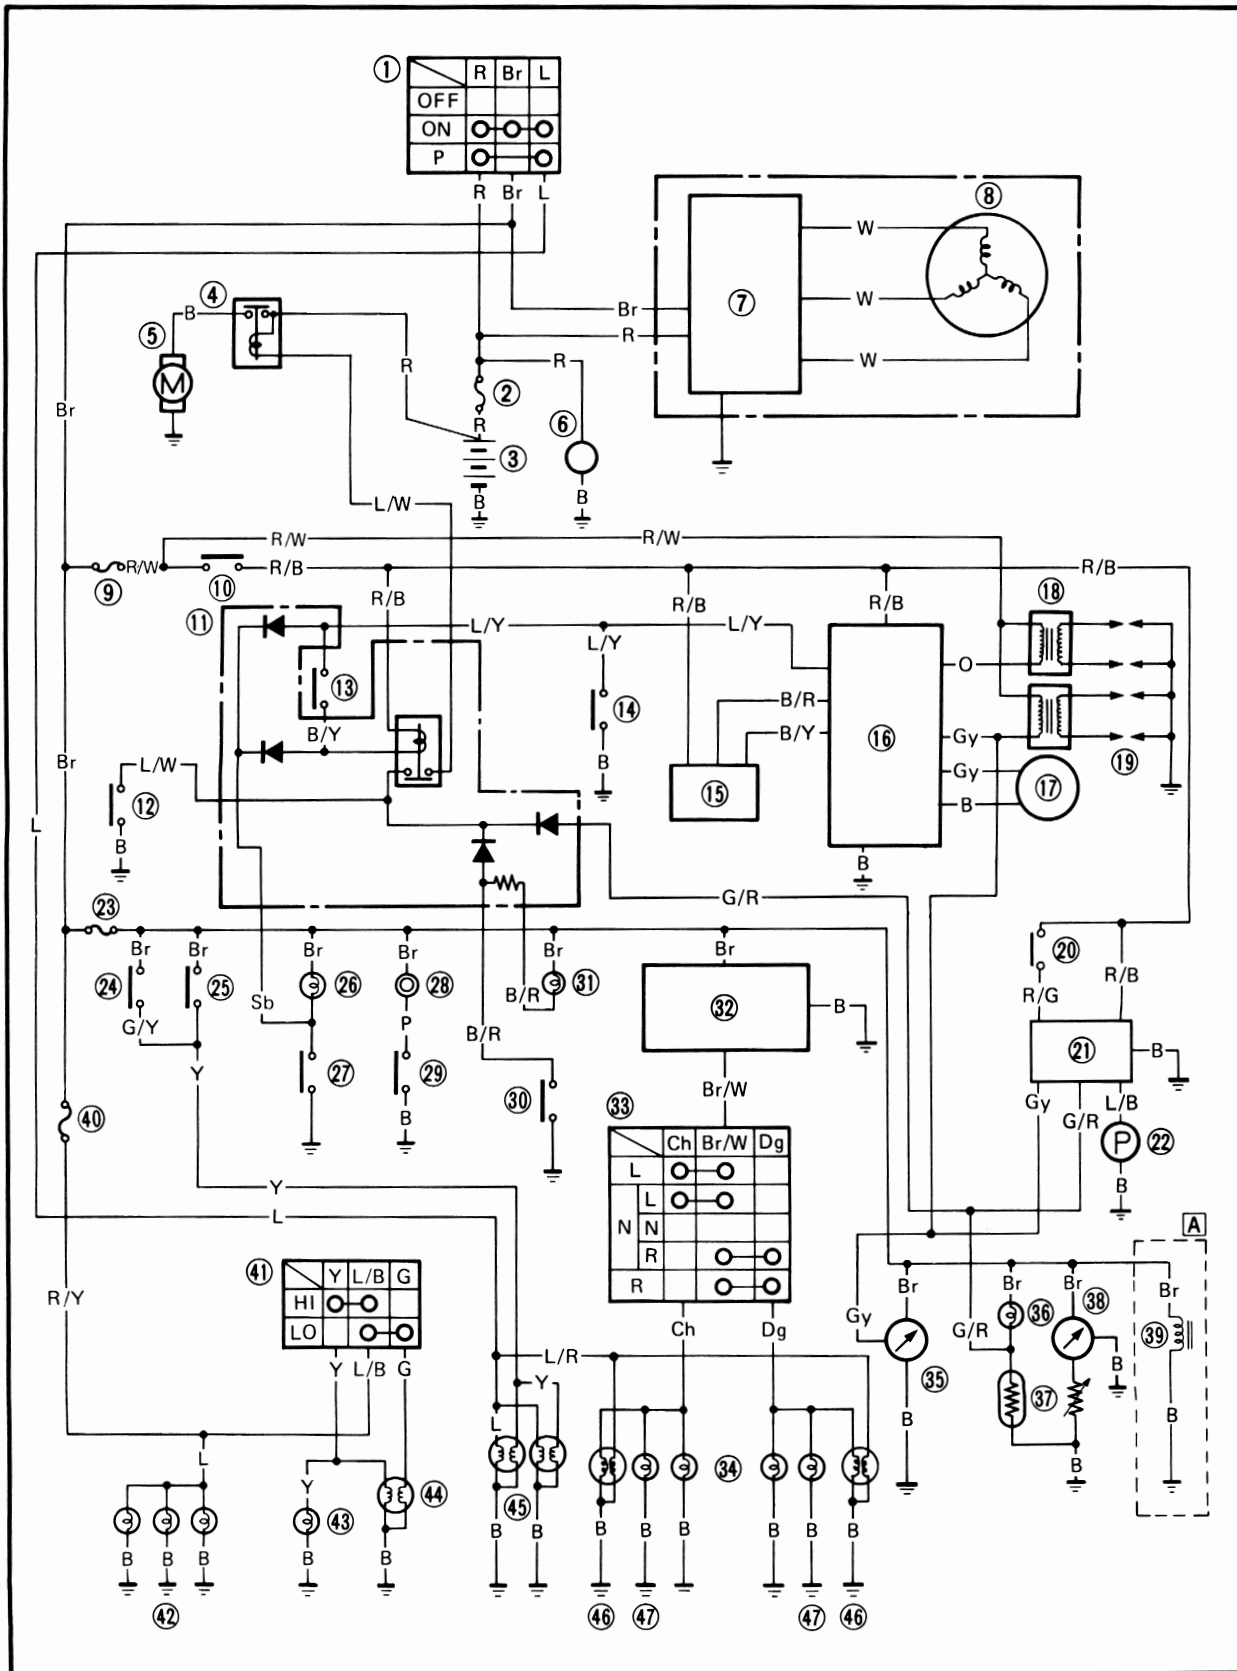 ① R Br L
OFF
ON
P
R Br L
⑧
W
④
B
⑤
⑦
W
Br
R
W
M
R
R
②
Br
R
⑥
③
B
B
L/W
R/W
R/W
R/W
R/B
R/B
⑨
⑩
R/B
R/B
R/B
⑱
⑪
L/Y
L/Y
L/Y
O
⑬
⑭
B/R
B/Y
B/Y
⑯
Gy
Br
L/W
B
Gy
⑲
⑫
⑮
B
⑰
L
B
B
G/R
㉓
Br Br Br Br Br Br
⑳
㉔
㉕
㉖
㉘
㉛
R/B
Sb
B/R
R/G
G/Y
P
㉜
B
B/R
Y
㉗
㉙
㉑
B
㉚
Br/W
Gy
L/B
㊵
B
㉝
G/R
P
㉒
Ch Br/W Dg
L
B
Y
L
L
N N
R
R
A
㊶ Y L/B G
HI
LO
R/Y
Br
Br
Br
Br
㊱
㊳
Ch
Dg
Gy
G/R
㊴
Y L/B G
L/R
B
Y
㉟
㊲
L
B
B
L
㉞
B
Y
㊹
㊸
㊺
B B B
B
B
B B
B B B
B B B
㊷
㊻ ㊼
㊼ ㊻